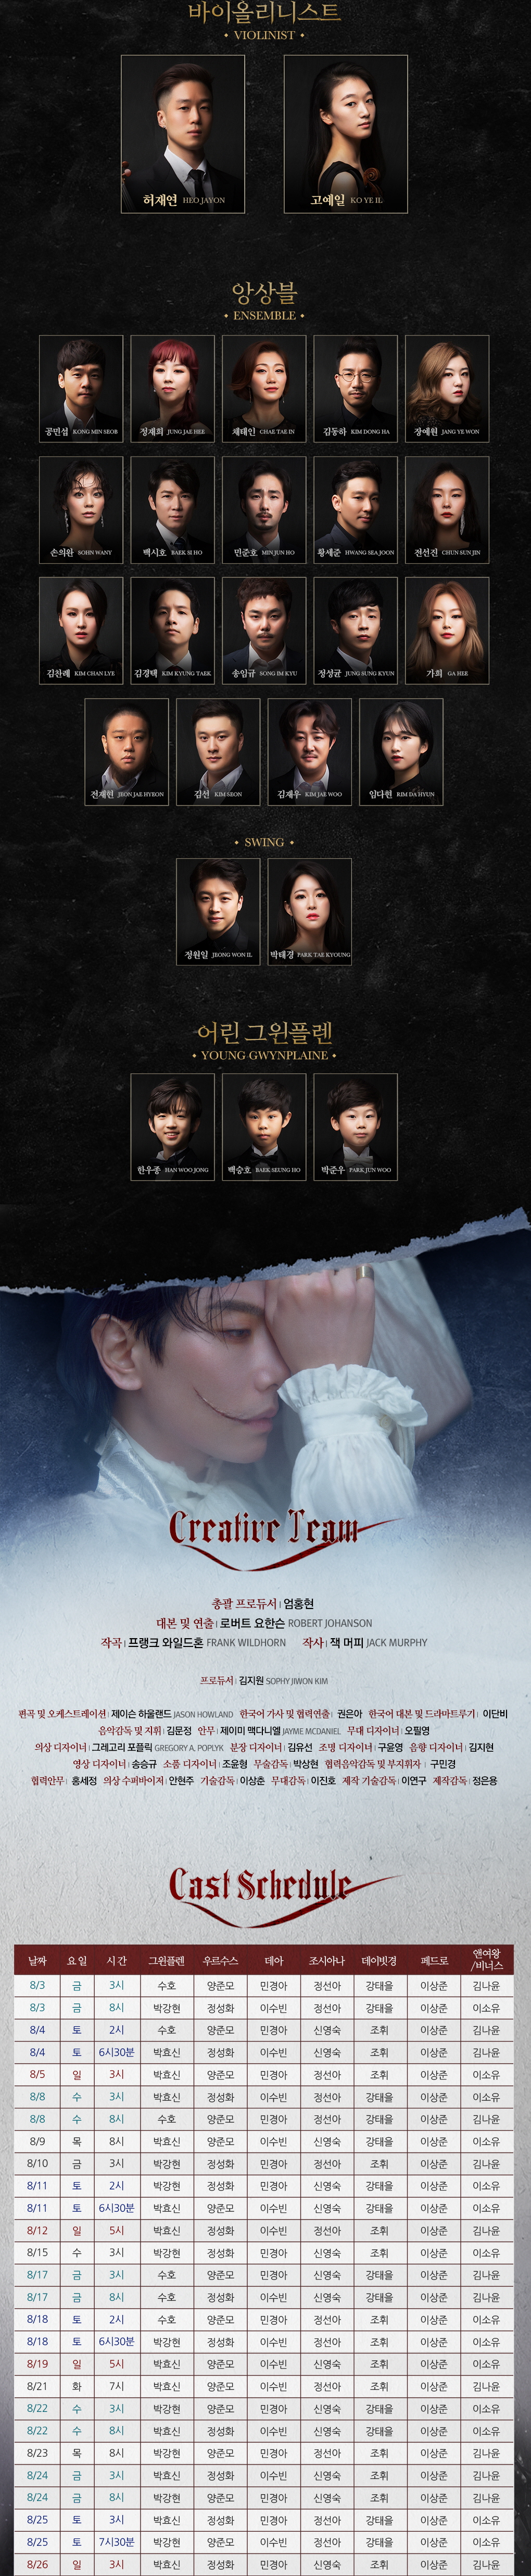 바이올리니스트
VIOLINIST
허재연 HEO JAYON
고예일 KO YE IL
앙상블
ENSEMBLE
공민섭 KONG MIN SEOB
정재희 JUNG JAE HEE
채태인 CHAE TAE IN
김동하 KIM DONG HA
장예원 JANG YE WON
손의완 SOHN WANY
백시호 BAEK SI HO
민준호 MIN JUN HO
황세준 HWANG SEA JOON
전선진 CHUN SUN JIN
김찬례 KIM CHAN LYE
김경택 KIM KYUNG TAEK
송임규 SONG IM KYU
정성균 JUNG SUNG KYUN
가희 GA HEE
전재현 JEON JAE HYEON
김선 KIM SEON
김재우 KIM JAE WOO
임다현 RIM DA HYUN
SWING
정원일 JEONG WON IL
박태경 PARK TAE KYOUNG
어린 그윈플렌
YOUNG GWYNPLAINE
한우종 HAN WOO JONG
백승호 BAEK SEUNG HO
박준우 PARK JUN WOO
Creative Team
총괄 프로듀서 | 엄홍현
대본 및 연출 | 로버트 요한슨 ROBERT JOHANSON
작곡 | 프랭크 와일드혼 FRANK WILDHORN 작사 | 잭 머피 JACK MURPHY
프로듀서 | 김지원 SOPHY JIWON KIM
편곡 및 오케스트레이션 | 제이슨 하울랜드 JASON HOWLAND 한국어 가사 및 협력연출 | 권은아 한국어 대본 및 드라마트루기 | 이단비
음악감독 및 지휘 | 김문정 안무 | 제이미 맥다니엘 JAYME MCDANIEL 무대 디자이너 | 오필영
의상 디자이너 | 그레고리 포플릭 GREGORY A. POPLYK 분장 디자이너 | 김유선 조명 디자이너 | 구윤영 음향 디자이너 | 김지현
영상 디자이너 | 송승규 소품 디자이너 | 조윤형 무술감독 | 박상현 협력음악감독 및 부지휘자 | 구민경
협력안무 | 홍세정 의상 수퍼바이저 | 안현주 기술감독 | 이상춘 무대감독 | 이진호 제작 기술감독 | 이연구 제작감독 | 정은용
Cast Schedule
날짜 요일 시간 그윈플렌 우르수스 데아 조시아나 데이빗경 페드로 앤여왕
/비너스
8/3 금 3시 수호 양준모 민경아 정선아 강태을 이상준 김나윤
8/3 금 8시 박강현 정성화 이수빈 정선아 강태을 이상준 이소유
8/4 토 2시 수호 양준모 민경아 신영숙 조휘 이상준 김나윤
8/4 토 6시30분 박효신 정성화 이수빈 신영숙 조휘 이상준 김나윤
8/5 일 3시 박효신 양준모 민경아 정선아 조휘 이상준 이소유
8/8 수 3시 박효신 정성화 이수빈 정선아 강태을 이상준 이소유
8/8 수 8시 수호 양준모 민경아 정선아 강태을 이상준 김나윤
8/9 목 8시 박효신 양준모 이수빈 신영숙 강태을 이상준 이소유
8/10 금 3시 박강현 정성화 민경아 정선아 조휘 이상준 김나윤
8/11 토 2시 박강현 정성화 민경아 신영숙 강태을 이상준 이소유
8/11 토 6시30분 박효신 양준모 이수빈 신영숙 강태을 이상준 이소유
8/12 일 5시 박효신 정성화 이수빈 정선아 조휘 이상준 김나윤
8/15 수 3시 박강현 정성화 민경아 신영숙 조휘 이상준 이소유
8/17 금 3시 수호 양준모 민경아 신영숙 강태을 이상준 김나윤
8/17 금 8시 수호 정성화 이수빈 신영숙 강태을 이상준 김나윤
8/18 토 2시 수호 양준모 민경아 정선아 조휘 이상준 이소유
8/18 토 6시30분 박강현 정성화 이수빈 정선아 조휘 이상준 이소유
8/19 일 5시 박효신 양준모 이수빈 신영숙 조휘 이상준 이소유
8/21 화 7시 박효신 양준모 민경아 정선아 조휘 이상준 김나윤
8/22 수 3시 박강현 양준모 민경아 신영숙 강태을 이상준 이소유
8/22 수 8시 박효신 정성화 이수빈 신영숙 강태을 이상준 이소유
8/23 목 8시 박강현 양준모 민경아 정선아 조휘 이상준 김나윤
8/24 금 3시 박효신 정성화 이수빈 신영숙 조휘 이상준 김나윤
8/24 금 8시 박강현 양준모 민경아 신영숙 조휘 이상준 김나윤
8/25 토 3시 박효신 정성화 민경아 정선아 강태을 이상준 이소유
8/25 토 7시30분 박강현 양준모 이수빈 정선아 강태을 이상준 김나윤
8/26 일 3시 박효신 정성화 민경아 신영숙 조휘 이상준 이소유